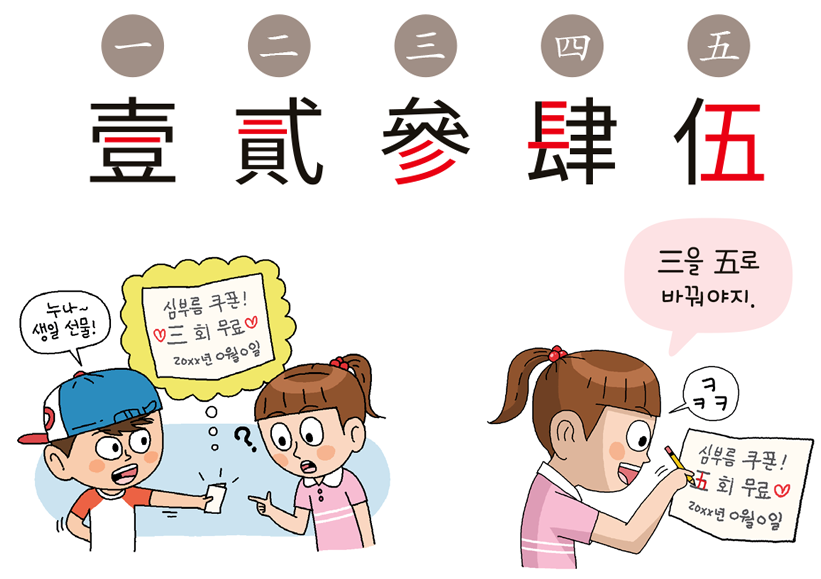 一 二 三 四 五
壹 貳 參 肆 伍
누나~
생일 선물!
심부름 쿠폰!
三 회 무료
20xx년 0월0일
?
三을 五로
바꿔야지.
ㅋ
ㅋㅋ
심부름 쿠폰!
五 회 무료
20xx년 0월0일